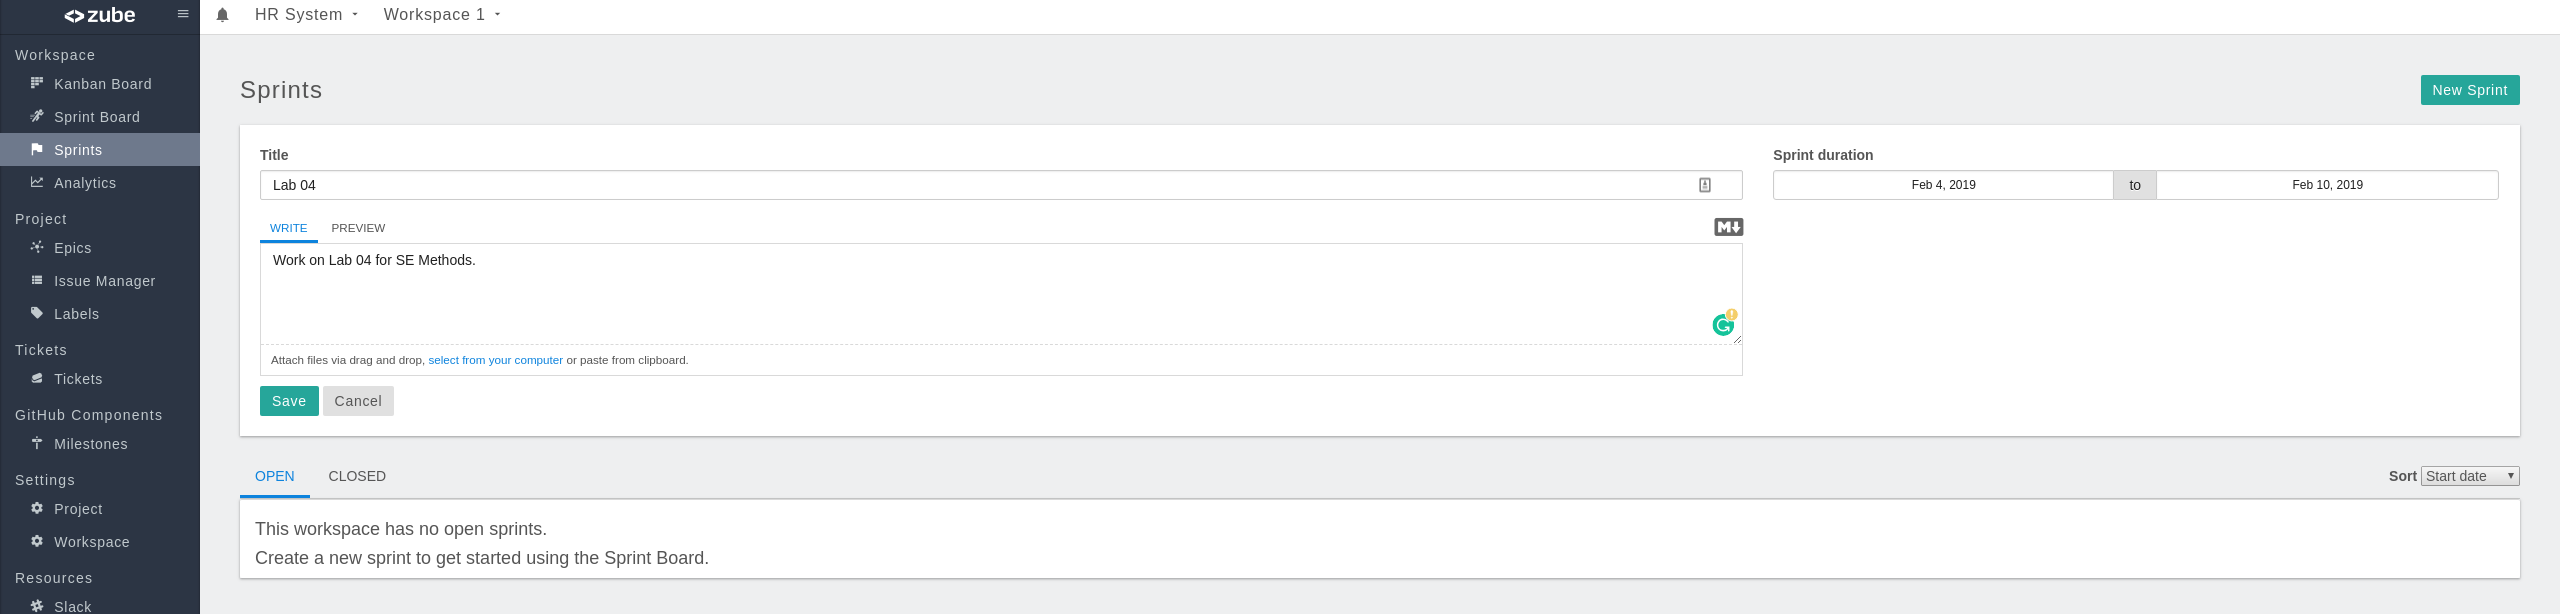 zube
HR System Workspace 1
Workspace
Kanban Board
Sprint Board
Sprints
Analytics
Project
Epics
Issue Manager
Labels
Tickets
Tickets
GitHub Components
Milestones
Settings
Project
Workspace
Resources
Slack
Sprints New Sprint
Title Sprint duration
Lab 04 Feb 4, 2019 to Feb 10, 2019
WRITE PREVIEW M
Work on Lab 04 for SE Methods.
Attach files via drag and drop, select from your computer or paste from clipboard.
Save Cancel
OPEN CLOSED Sort Start date
This workspace has no open sprints.
Create a new sprint to get started using the Sprint Board.